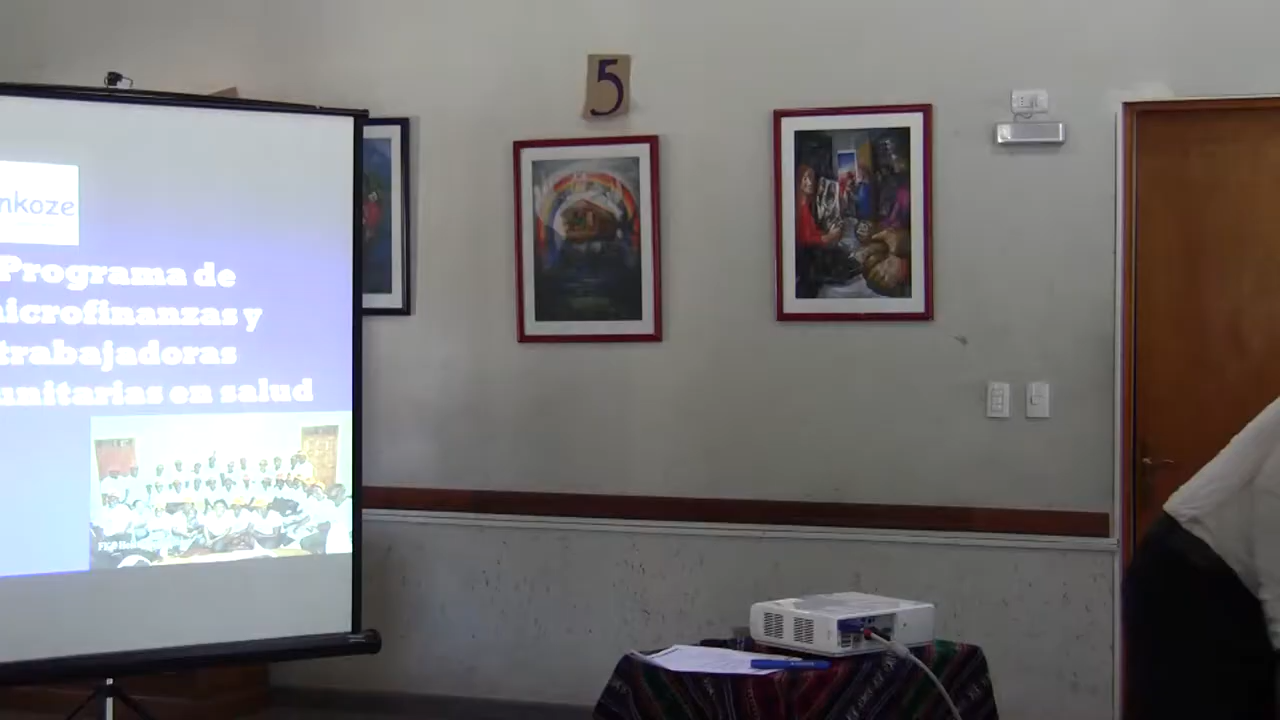 5
nkoze
Programa de
icrofinanzas y
trabajadoras
unitarias en salud